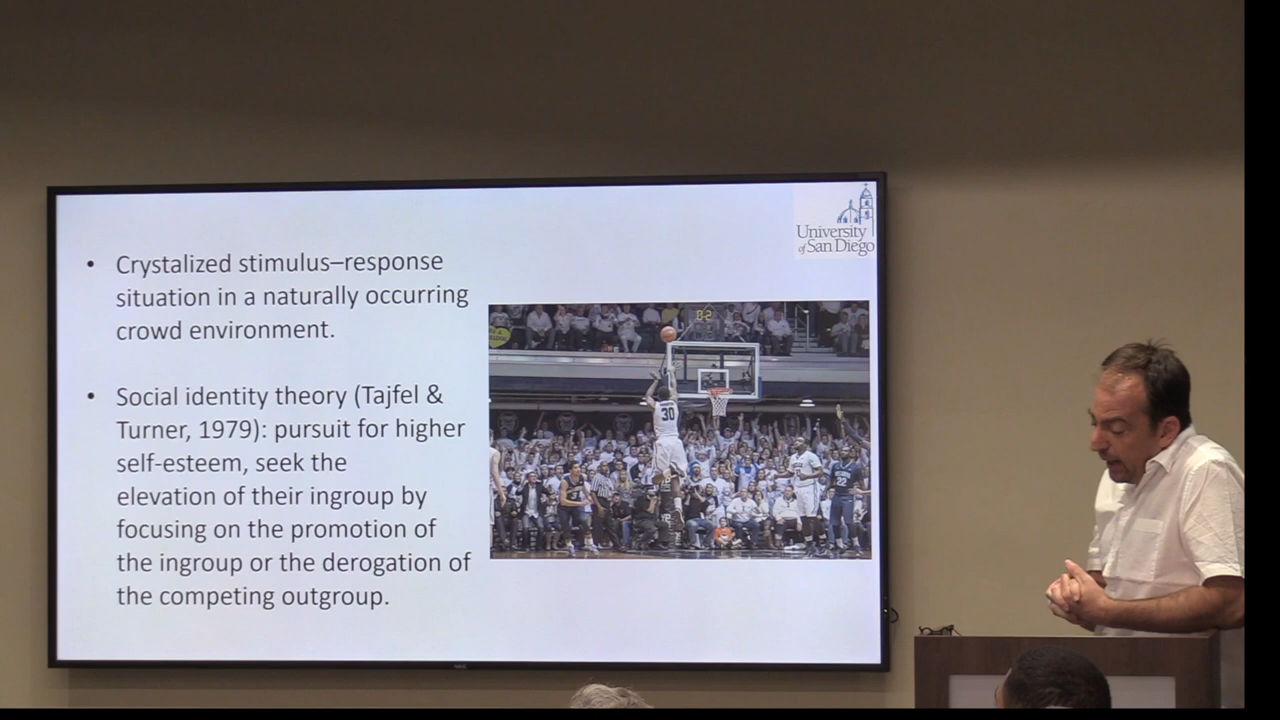 University
of San Diego
• Crystalized stimulus–response
situation in a naturally occurring
crowd environment.
• Social identity theory (Tajfel &
Turner, 1979): pursuit for higher
self-esteem, seek the
elevation of their ingroup by
focusing on the promotion of
the ingroup or the derogation of
the competing outgroup.
30
22